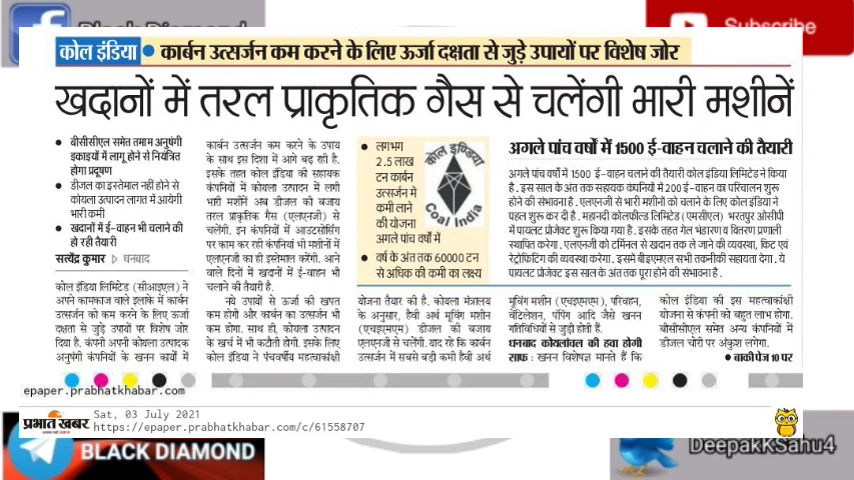 Black Diamond
Subscribe
कोल इंडिया ● कार्बन उत्सर्जन कम करने के लिए ऊर्जा दक्षता से जुड़े उपायों पर विशेष जोर
खदानों में तरल प्राकृतिक गैस से चलेंगी भारी मशीनें
● बीसीसीएल समेत तमाम अनुषंगी
इकाइयों में लागू होने से नियंत्रित
होगा प्रदूषण
● डीजल का इस्तेमाल नहीं होने से
कोयला उत्पादन लागत में आयेगी
भारी कमी
● खदानों में ई-वाहन भी चलाने की
हो रही तैयारी
सत्येंद्र कुमार ▷ धनबाद
कोल इंडिया लिमिटेड (सीआइएल) ने
अपने कामकाज वाले इलाके में कार्बन
उत्सर्जन को कम करने के लिए ऊर्जा
दक्षता से जुड़े उपायों पर विशेष जोर
दिया है. कंपनी अपनी कोयला उत्पादक
अनुषंगी कंपनियों के खनन कार्यों में
कार्बन उत्सर्जन कम करने के उपाय
के साथ इस दिशा में आगे बढ़ रही है.
इसके तहत कोल इंडिया की सहायक
कंपनियों में कोयला उत्पादन में लगी
भारी मशीनें अब डीजल की बजाय
तरल प्राकृतिक गैस (एलएनजी) से
चलेंगी. इन कंपनियों में आउटसोर्सिंग
पर काम कर रही कंपनियां भी मशीनों में
एलएनजी का ही इस्तेमाल करेंगी. आने
वाले दिनों में खदानों में ई-वाहन भी
चलाने की तैयारी है.
नये उपायों से ऊर्जा की खपत
कम होगी और कार्बन का उत्सर्जन भी
कम होगा. साथ ही, कोयला उत्पादन
के खर्च में भी कटौती होगी. इसके लिए
कोल इंडिया ने पंचवर्षीय महत्वाकांक्षी
● लगभग
2.5 लाख
टन कार्बन
उत्सर्जन में
कमी लाने
की योजना
अगले पांच वर्षों में
● वर्ष के अंत तक 60000 टन
से अधिक की कमी का लक्ष्य
कोल इण्डिया
Coal India
योजना तैयार की है. कोयला मंत्रालय
के अनुसार, हैवी अर्थ मूविंग मशीन
(एचइएमएम) डीजल की बजाय
एलएनजी से चलेंगी. याद रहे कि कार्बन
उत्सर्जन में सबसे बड़ी कमी हैवी अर्थ
अगले पांच वर्षों में 1500 ई-वाहन चलाने की तैयारी
अगले पांच वर्षों में 1500 ई-वाहन चलाने की तैयारी कोल इंडिया लिमिटेड ने किया
है. इस साल के अंत तक सहायक कंपनियों में 200 ई-वाहन का परिचालन शुरू
होने की संभावना है. एलएनजी से भारी मशीनों को चलाने के लिए कोल इंडिया ने
पहल शुरू कर दी है. महानदी कोलफील्ड लिमिटेड (एमसीएल) भरतपुर ओसीपी
में पायलट प्रोजेक्ट शुरू किया गया है. इसके तहत गेल भंडारण व वितरण प्रणाली
स्थापित करेगा. एलएनजी को टर्मिनल से खदान तक ले जाने की व्यवस्था, किट एवं
रेट्रोफिटिंग की व्यवस्था करेगा. इसमें बीइएमएल सभी तकनीकी सहायता देगा. ये
पायलट प्रोजेक्ट इस साल के अंत तक पूरा होने की संभावना है.
मूविंग मशीन (एचइएमएम), परिवहन,
वेंटिलेशन, पंपिंग आदि जैसे खनन
गतिविधियों से जुड़ी होती हैं.
धनबाद कोयलांचल की हवा होगी
साफ : खनन विशेषज्ञ मानते हैं कि
कोल इंडिया की इस महत्वाकांक्षी
योजना से कंपनी को बहुत लाभ होगा.
बीसीसीएल समेत अन्य कंपनियों में
डीजल चोरी पर अंकुश लगेगा.
● बाकी पेज 10 पर
epaper.prabhatkhabar.com
प्रभात खबर
Sat, 03 July 2021
https://epaper.prabhatkhabar.com/c/61558707
BLACK DIAMOND
DeepakKSahu4